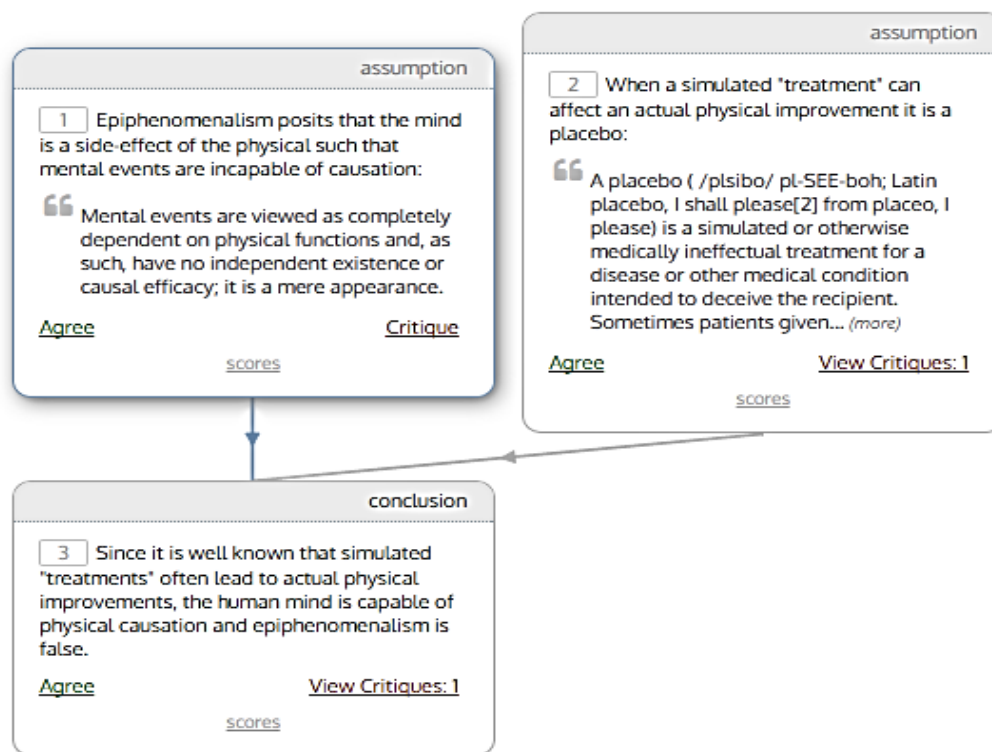 assumption
1 Epiphenomenalism posits that the mind
is a side-effect of the physical such that
mental events are incapable of causation:
Mental events are viewed as completely
dependent on physical functions and, as
such, have no independent existence or
causal efficacy; it is a mere appearance.
Agree Critique
scores
assumption
2 When a simulated "treatment" can
affect an actual physical improvement it is a
placebo:
A placebo ( /plsibo/ pl-SEE-boh; Latin
placebo, I shall please[2] from placeo, I
please) is a simulated or otherwise
medically ineffectual treatment for a
disease or other medical condition
intended to deceive the recipient.
Sometimes patients given... (more)
Agree View Critiques: 1
scores
conclusion
3 Since it is well known that simulated
"treatments" often lead to actual physical
improvements, the human mind is capable of
physical causation and epiphenomenalism is
false.
Agree View Critiques: 1
scores